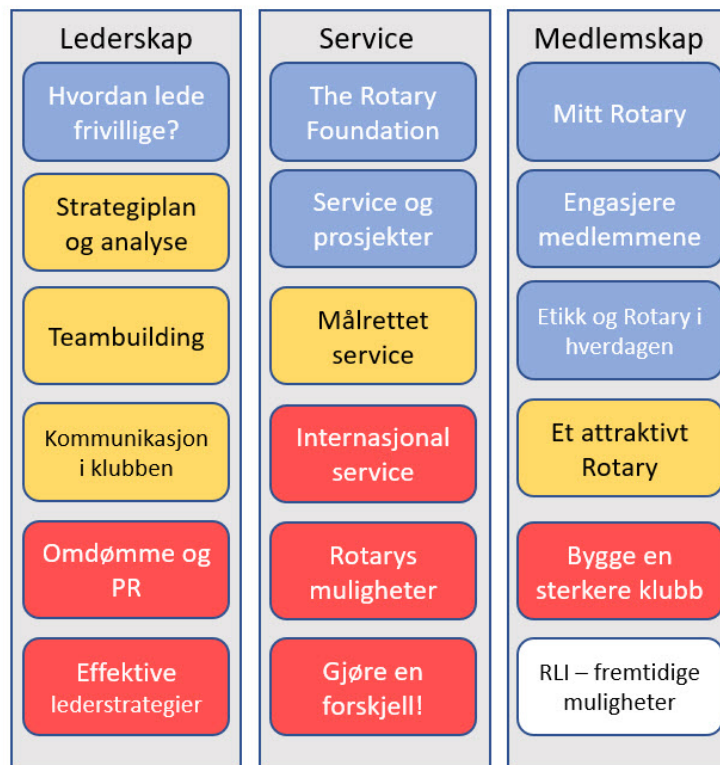 Lederskap
Hvordan lede
frivillige?
Strategiplan
og analyse
Teambuilding
Kommunikasjon
i klubben
Omdømme og
PR
Effektive
lederstrategier
Service
The Rotary
Foundation
Service og
prosjekter
Målrettet
service
Internasjonal
service
Rotarys
muligheter
Gjøre en
forskjell!
Medlemskap
Mitt Rotary
Engasjere
medlemmene
Etikk og Rotary i
hverdagen
Et attraktivt
Rotary
Bygge en
sterkere klubb
RLI – fremtidige
muligheter